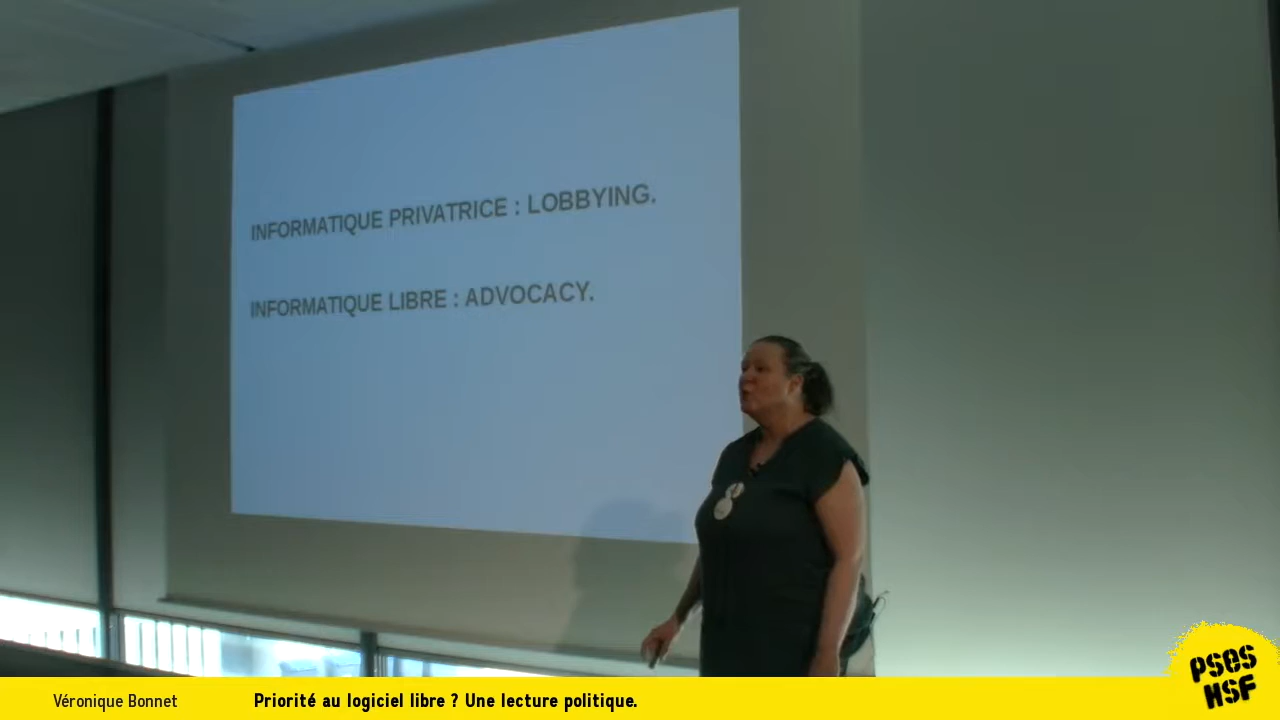 INFORMATIQUE PRIVATRICE : LOBBYING.
INFORMATIQUE LIBRE : ADVOCACY.
PSES
HSF
Véronique Bonnet
Priorité au logiciel libre ? Une lecture politique.